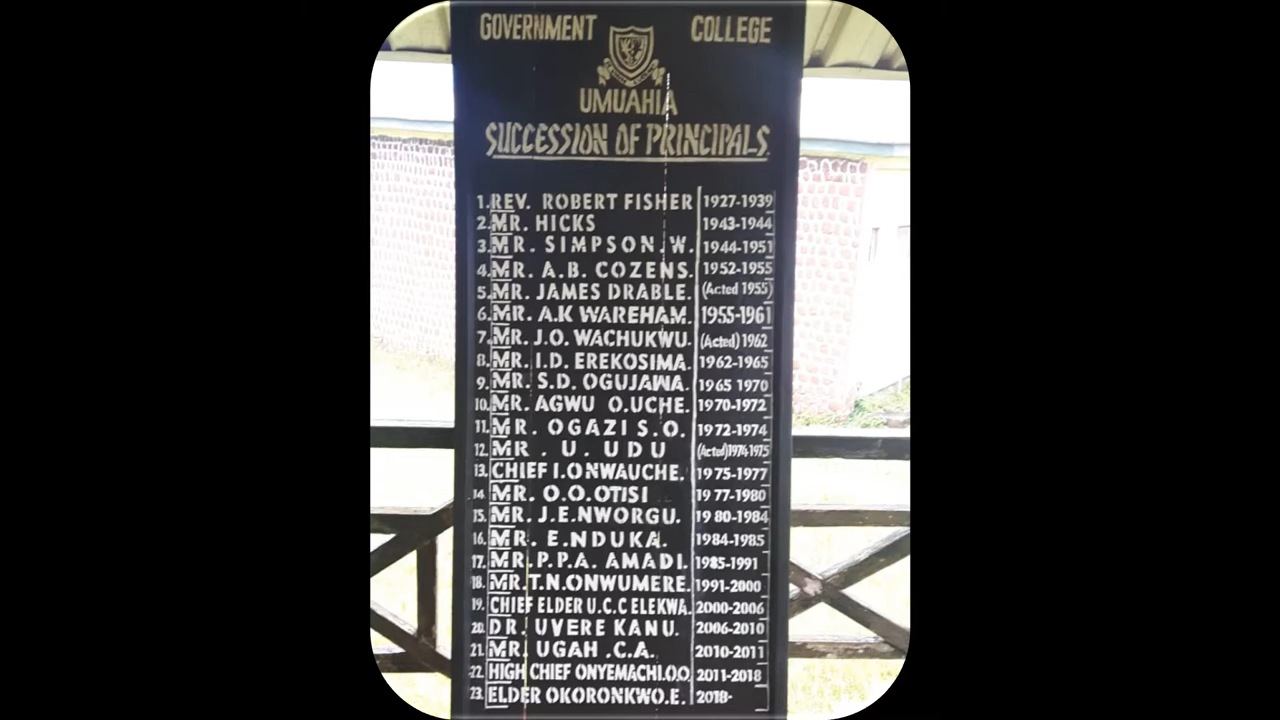 GOVERNMENT COLLEGE
UMUAHIA
SUCCESSION OF PRINCIPALS
1. REV. ROBERT FISHER 1927-1939
2. MR. HICKS 1943-1944
3. MR. SIMPSON.W. 1944-1951
4. MR. A.B. COZENS. 1952-1955
5. MR. JAMES DRABLE. (Acted 1955)
6. MR. A.K WAREHAM. 1955-1961
7. MR. J.O. WACHUKWU. (Acted) 1962
8. MR. I.D. EREKOSIMA. 1962-1965
9. MR. S.D. OGUJAWA. 1965 1970
10. MR. AGWU O.UCHE. 1970-1972
11. MR. OGAZI S.O. 1972-1974
12. MR . U. UDU (Acted)1974-1975
13. CHIEF I.ONWAUCHE. 1975-1977
14. MR. O.O.OTISI 1977-1980
15. MR. J.E.NWORGU. 1980-1984
16. MR. E.NDUKA. 1984-1985
17. MR.P.P.A. AMADI. 1985-1991
18. MR.T.N.ONWUMERE. 1991-2000
19. CHIEF ELDER U.C.C ELEKWA. 2000-2006
20. DR. UVERE KANU. 2006-2010
21. MR. UGAH .C.A. 2010-2011
22. HIGH CHIEF ONYEMACHI.O.O. 2011-2018
23. ELDER OKORONKWO.E. 2018-